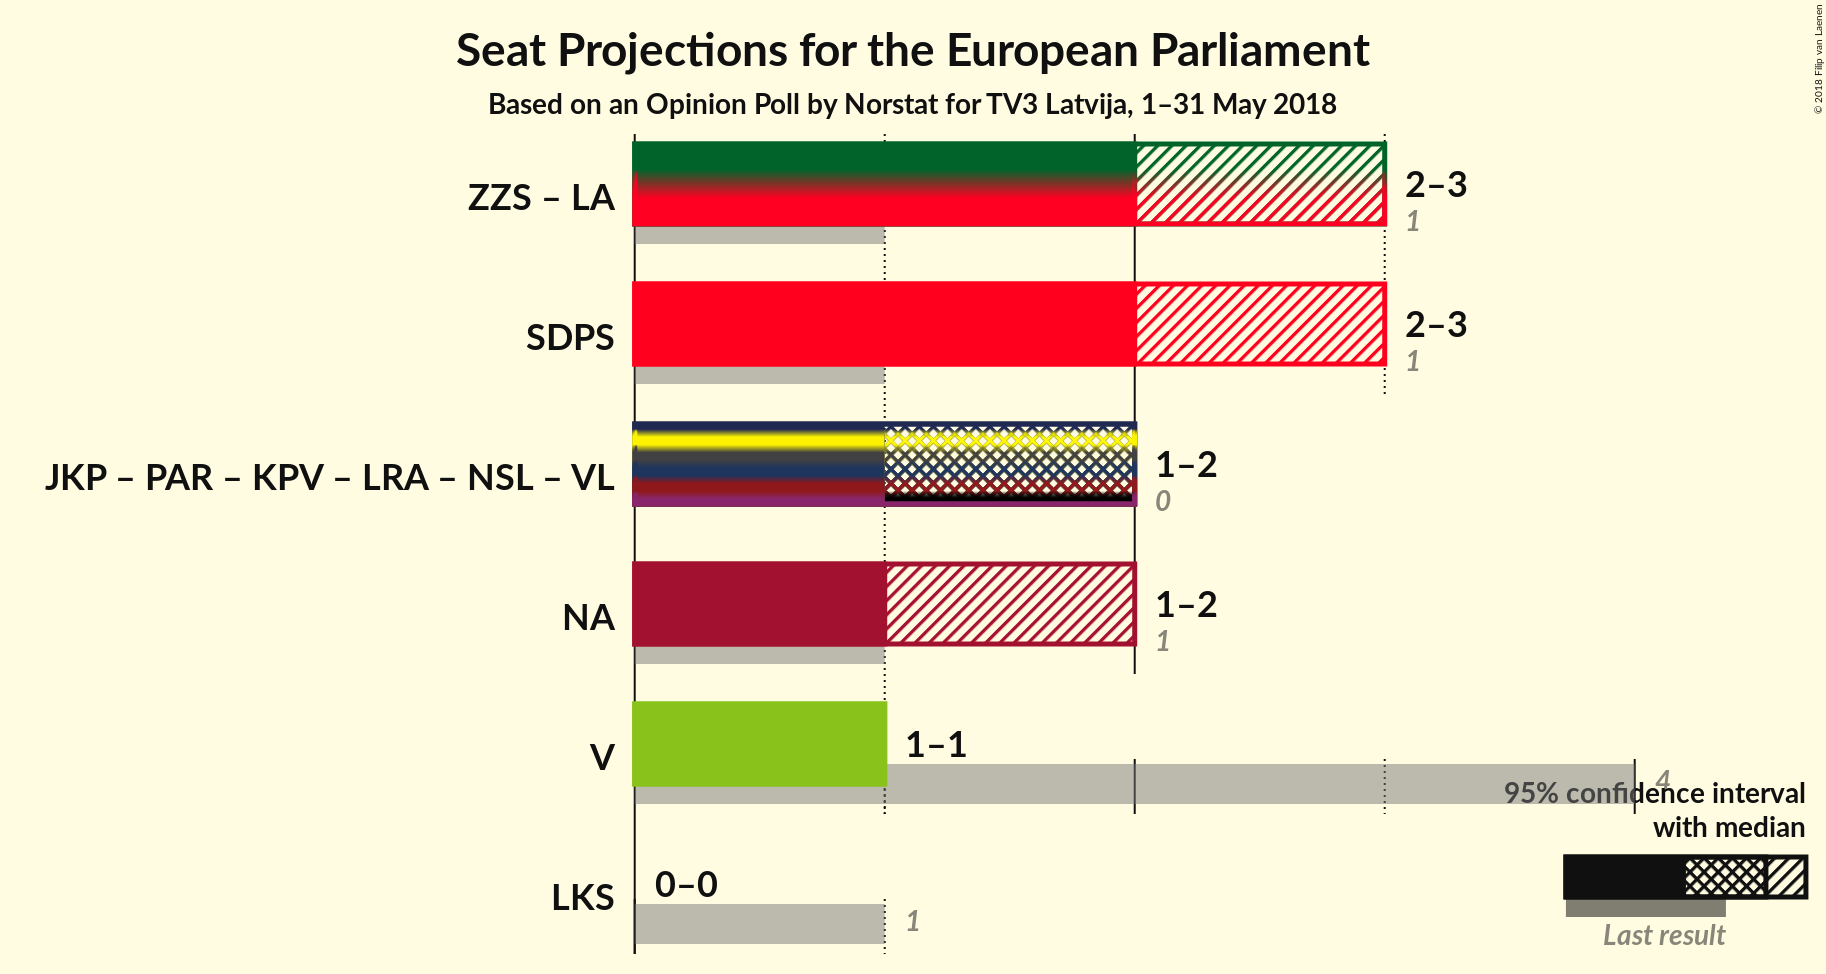 Seat Projections for the European Parliament
Based on an Opinion Poll by Norstat for TV3 Latvija, 1–31 May 2018
© 2018 Filip van Laenen
ZZS – LA
2–3
1
SDPS
2–3
1
JKP – PAR – KPV – LRA – NSL – VL
1–2
0
NA
1–2
1
V
1–1
4
LKS
0–0
1
95% confidence interval
with median
Last result